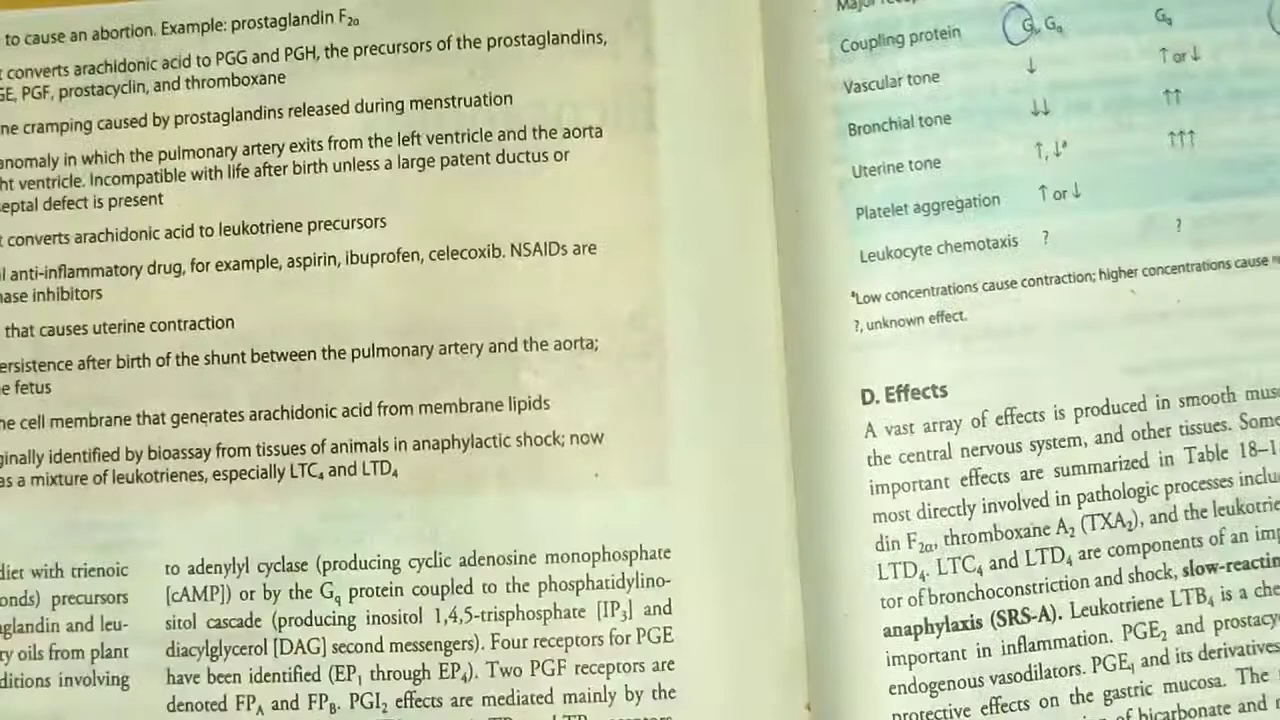 to cause an abortion. Example: prostaglandin F2α
converts arachidonic acid to PGG and PGH, the precursors of the prostaglandins,
PGF, prostacyclin, and thromboxane
cramping caused by prostaglandins released during menstruation
anomaly in which the pulmonary artery exits from the left ventricle and the aorta
ventricle. Incompatible with life after birth unless a large patent ductus or
septal defect is present
converts arachidonic acid to leukotriene precursors
anti-inflammatory drug, for example, aspirin, ibuprofen, celecoxib. NSAIDs are
inhibitors
that causes uterine contraction
ersistence after birth of the shunt between the pulmonary artery and the aorta;
fetus
he cell membrane that generates arachidonic acid from membrane lipids
ginally identified by bioassay from tissues of animals in anaphylactic shock; now
as a mixture of leukotrienes, especially LTC4 and LTD4
diet with trienoic
onds) precursors
aglandin and leu-
ry oils from plant
ditions involving
to adenylyl cyclase (producing cyclic adenosine monophosphate
[cAMP]) or by the Gq protein coupled to the phosphatidylino-
sitol cascade (producing inositol 1,4,5-trisphosphate [IP3] and
diacylglycerol [DAG] second messengers). Four receptors for PGE
have been identified (EP1 through EP4). Two PGF receptors are
denoted FPA and FPB. PGI2 effects are mediated mainly by the
Major
Coupling protein Gs, Gq Gq
Vascular tone ↓ ↑ or ↓
Bronchial tone ↓↓ ↑↑
Uterine tone ↑, ↓a ↑↑↑
Platelet aggregation ↑ or ↓
Leukocyte chemotaxis ? ?
aLow concentrations cause contraction; higher concentrations cause
?, unknown effect.
D. Effects
A vast array of effects is produced in smooth mus
the central nervous system, and other tissues. Some
important effects are summarized in Table 18–1
most directly involved in pathologic processes inclu
din F2α, thromboxane A2 (TXA2), and the leukotrie
LTD4. LTC4 and LTD4 are components of an imp
tor of bronchoconstriction and shock, slow-reactin
anaphylaxis (SRS-A). Leukotriene LTB4 is a che
important in inflammation. PGE2 and prostacy
endogenous vasodilators. PGE1 and its derivatives
protective effects on the gastric mucosa. The
of bicarbonate and